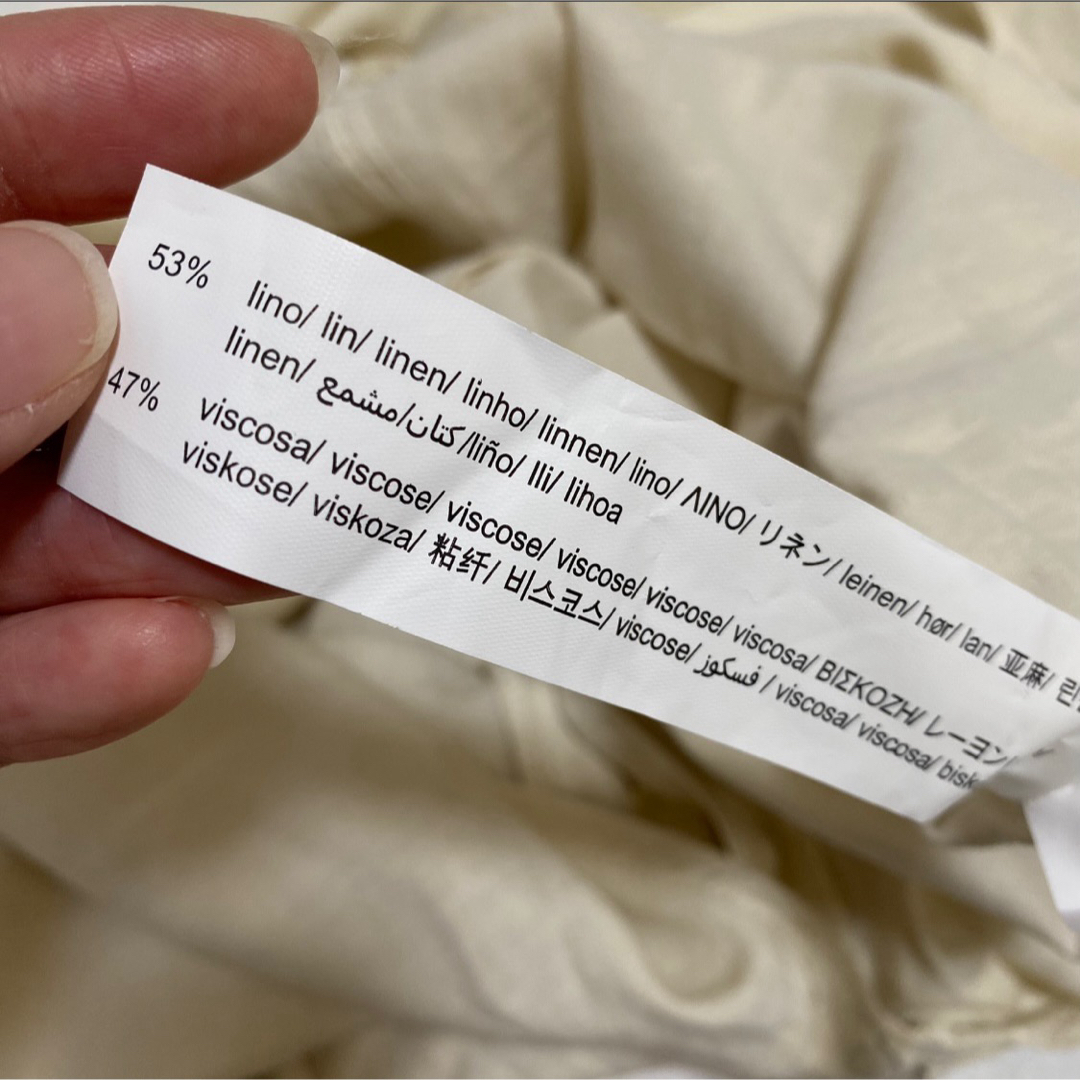 53% lino/ lin/ linen/ linho/ linnen/ lino/ ΛΙΝΟ/ リネン/ leinen/ hør/ lan/ 亚麻/
linen/ كتان/مشمع/liño/ lli/ lihoa
47% viscosa/ viscose/ viscose/ viscose/ viscose/ viscosa/ ΒΙΣΚΟΖΗ/ レーヨン/
viskose/ viskoza/ 粘纤/ 비스코스/ viscose/ فسكوز / viscosa/ viscosa/ bisk